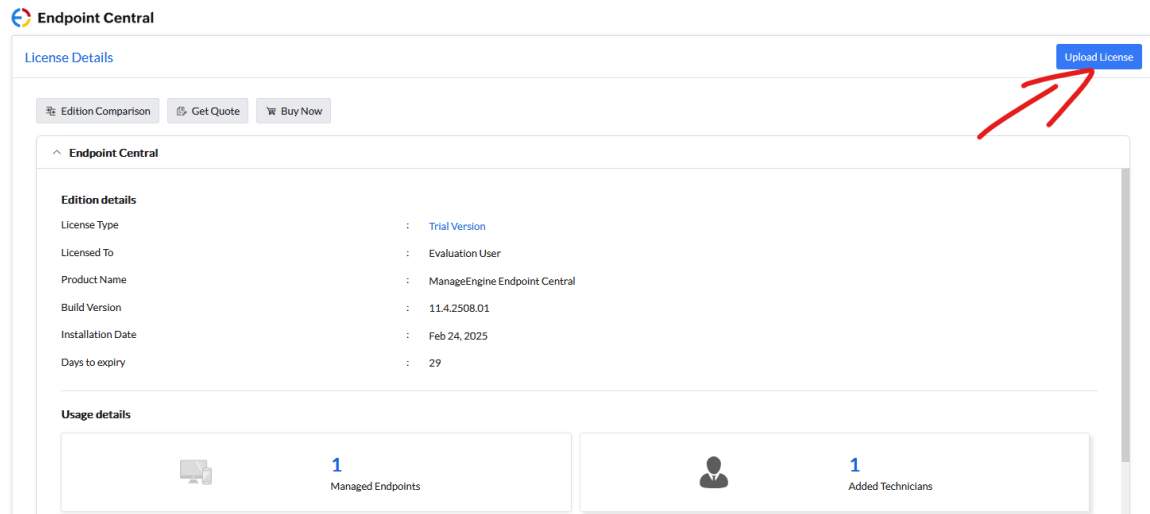 Endpoint Central
License Details
Upload License
Edition Comparison Get Quote Buy Now
Endpoint Central
Edition details
License Type : Trial Version
Licensed To : Evaluation User
Product Name : ManageEngine Endpoint Central
Build Version : 11.4.2508.01
Installation Date : Feb 24, 2025
Days to expiry : 29
Usage details
1 1
Managed Endpoints Added Technicians